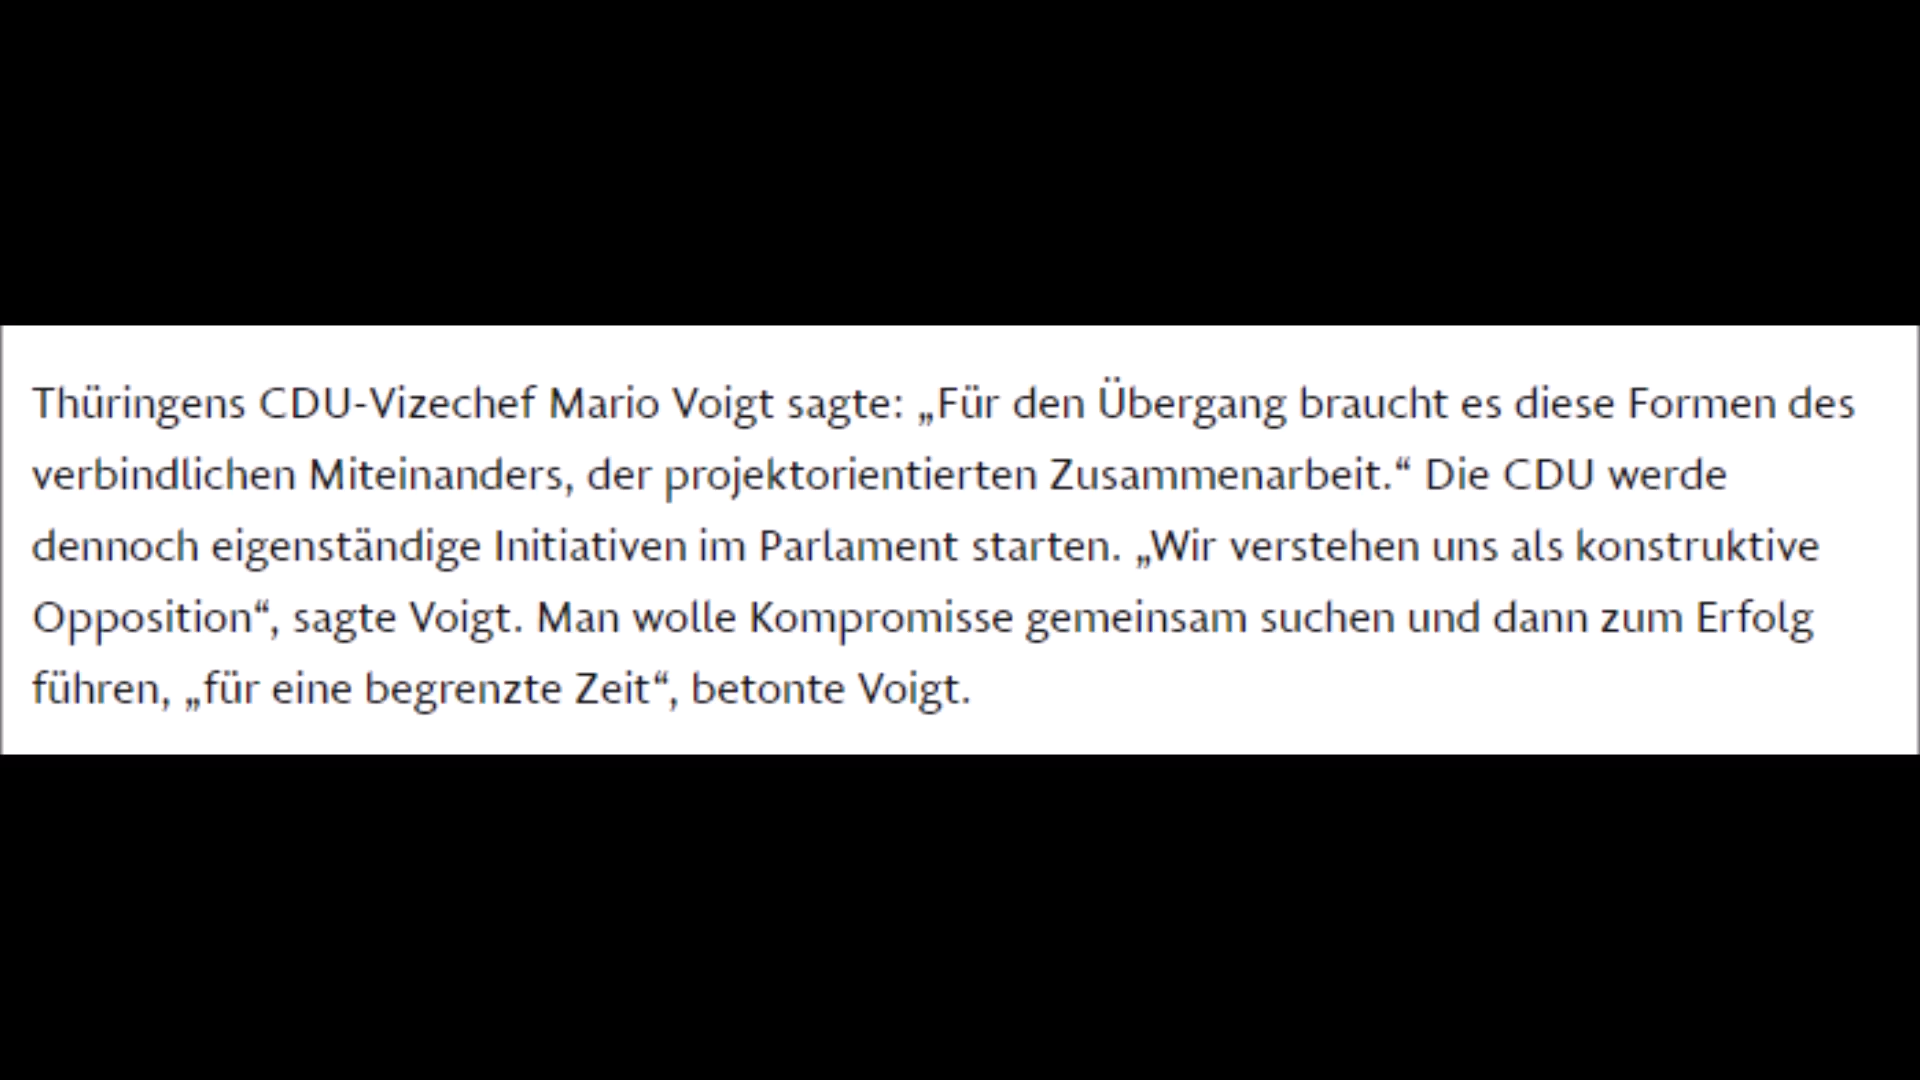 Thüringens CDU-Vizechef Mario Voigt sagte: „Für den Übergang braucht es diese Formen des
verbindlichen Miteinanders, der projektorientierten Zusammenarbeit.“ Die CDU werde
dennoch eigenständige Initiativen im Parlament starten. „Wir verstehen uns als konstruktive
Opposition“, sagte Voigt. Man wolle Kompromisse gemeinsam suchen und dann zum Erfolg
führen, „für eine begrenzte Zeit“, betonte Voigt.